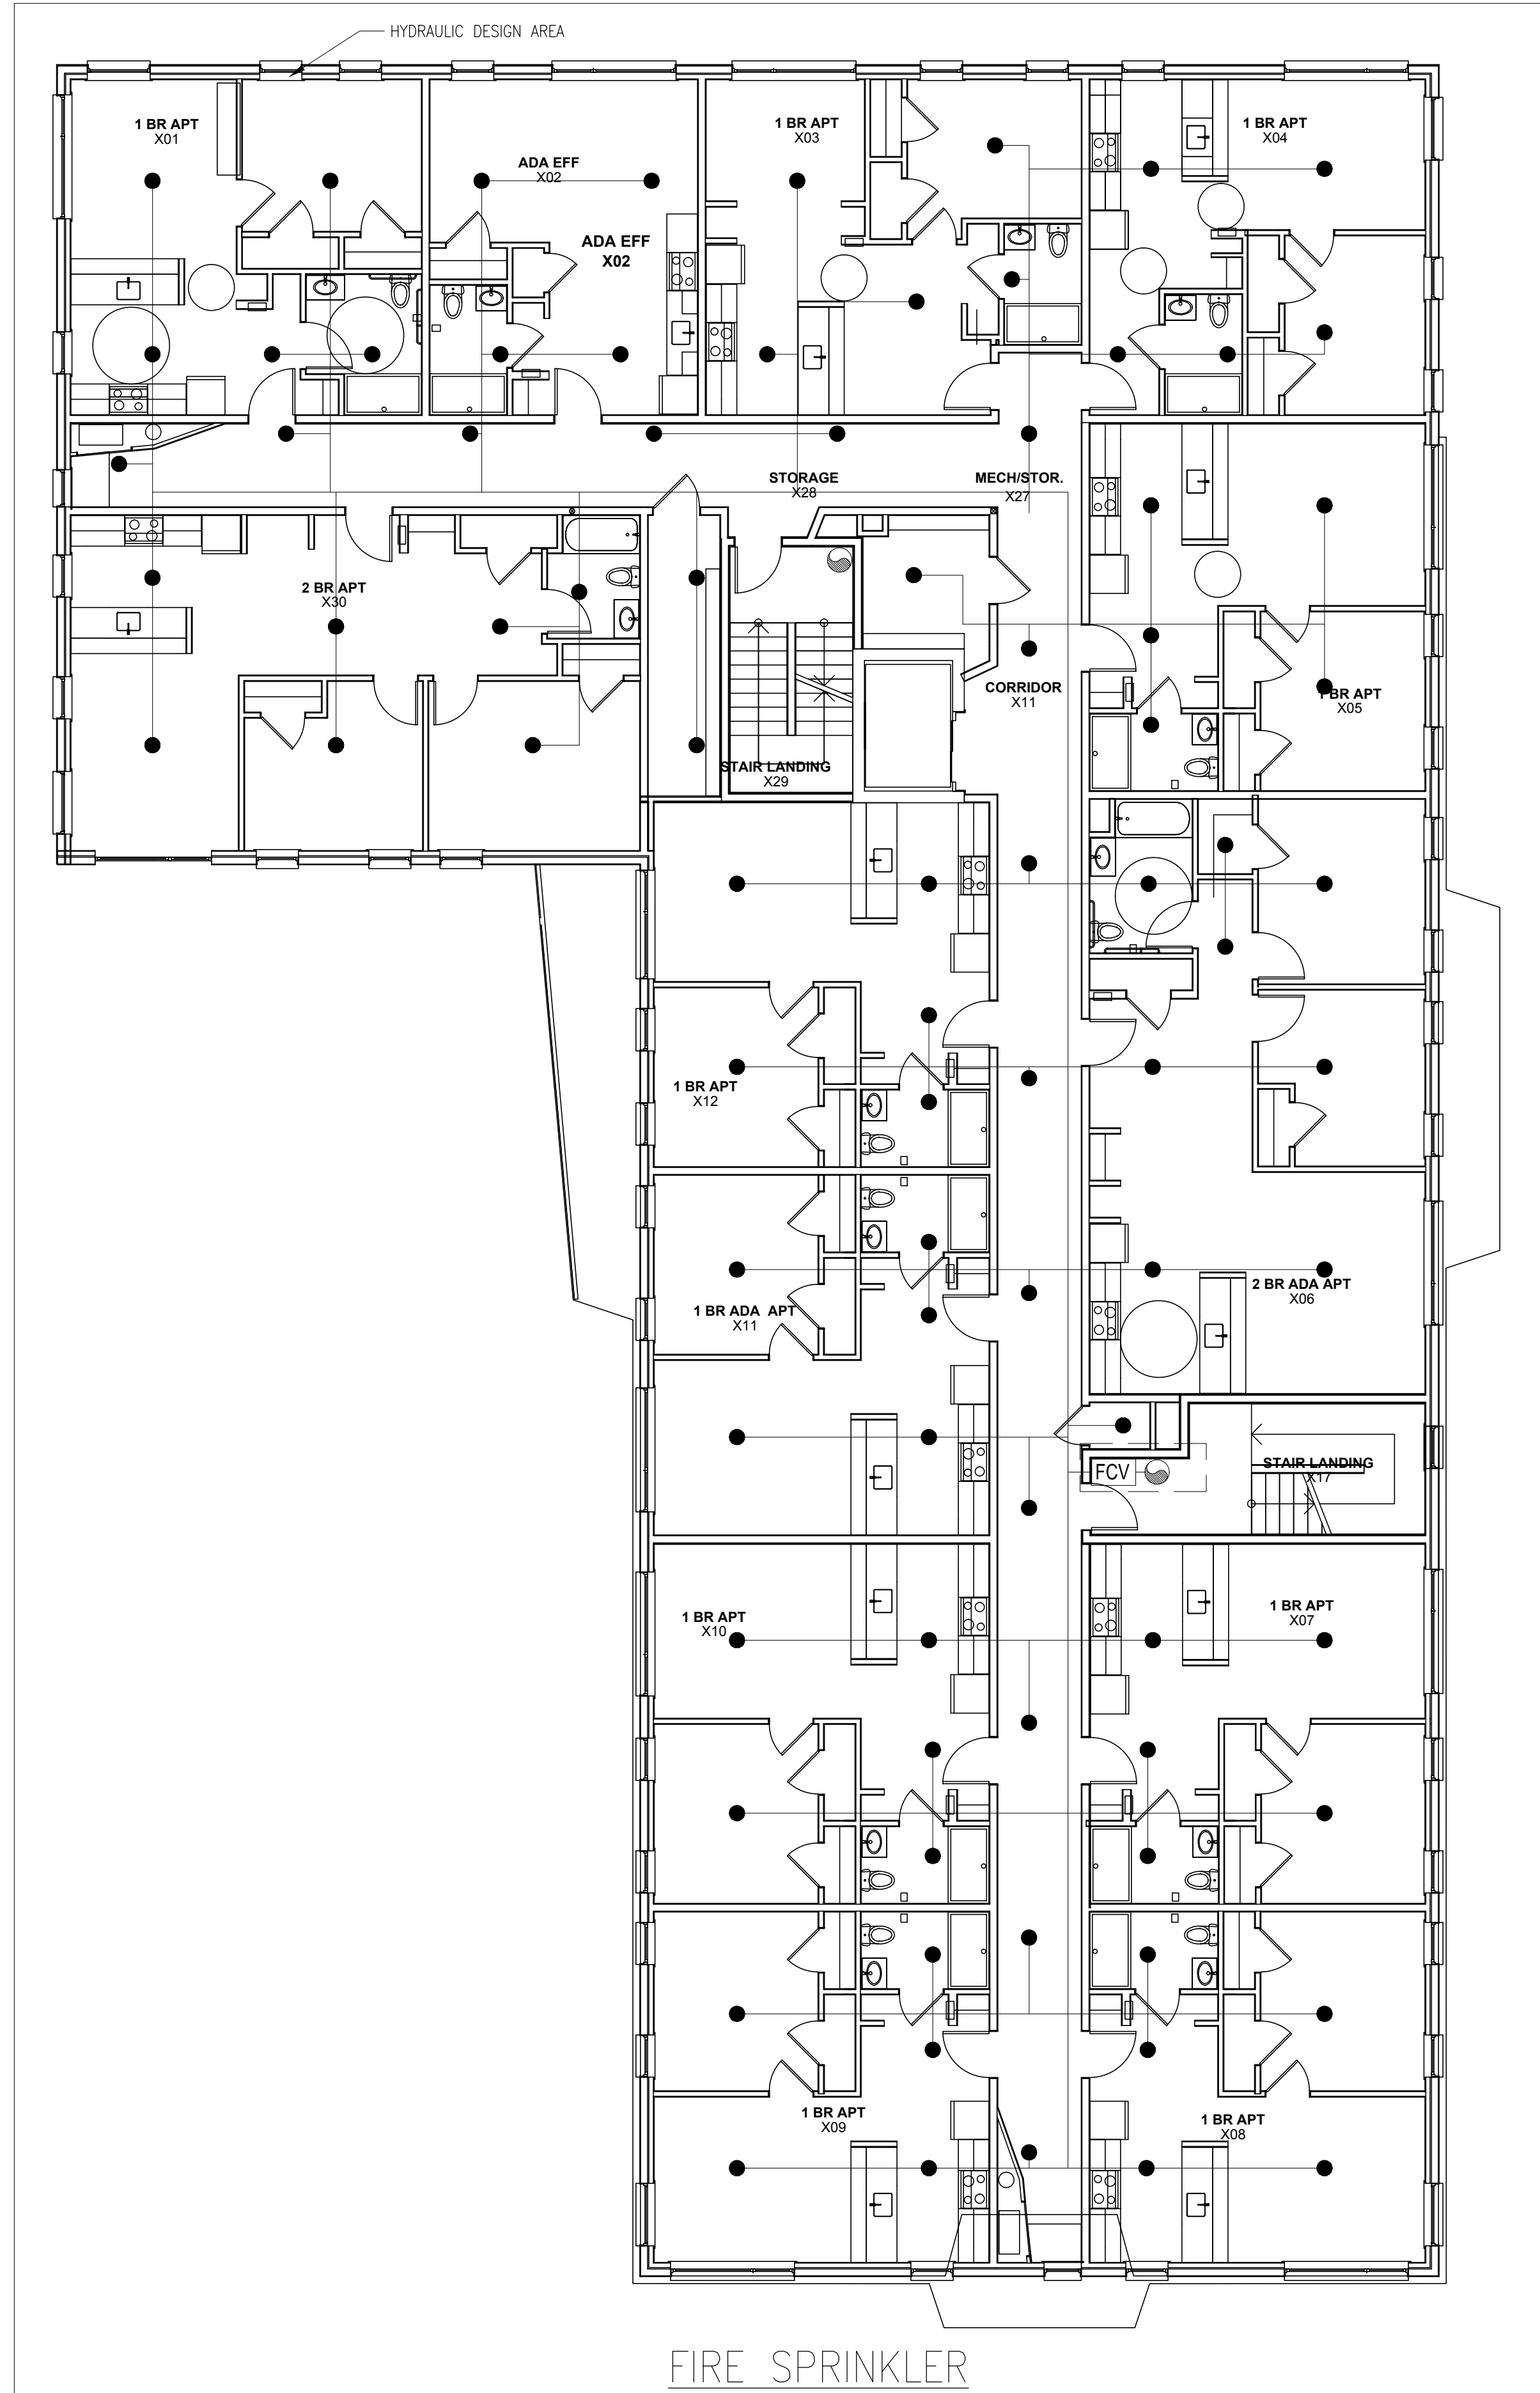 HYDRAULIC DESIGN AREA
1 BR APT
X01
ADA EFF
X02
ADA EFF
X02
1 BR APT
X03
1 BR APT
X04
STORAGE
X28
MECH/STOR.
X27
2 BR APT
X30
CORRIDOR
X11
1 BR APT
X05
STAIR LANDING
X29
1 BR APT
X12
1 BR ADA APT
X11
2 BR ADA APT
X06
FCV
STAIR LANDING
X17
1 BR APT
X10
1 BR APT
X07
1 BR APT
X09
1 BR APT
X08
FIRE SPRINKLER